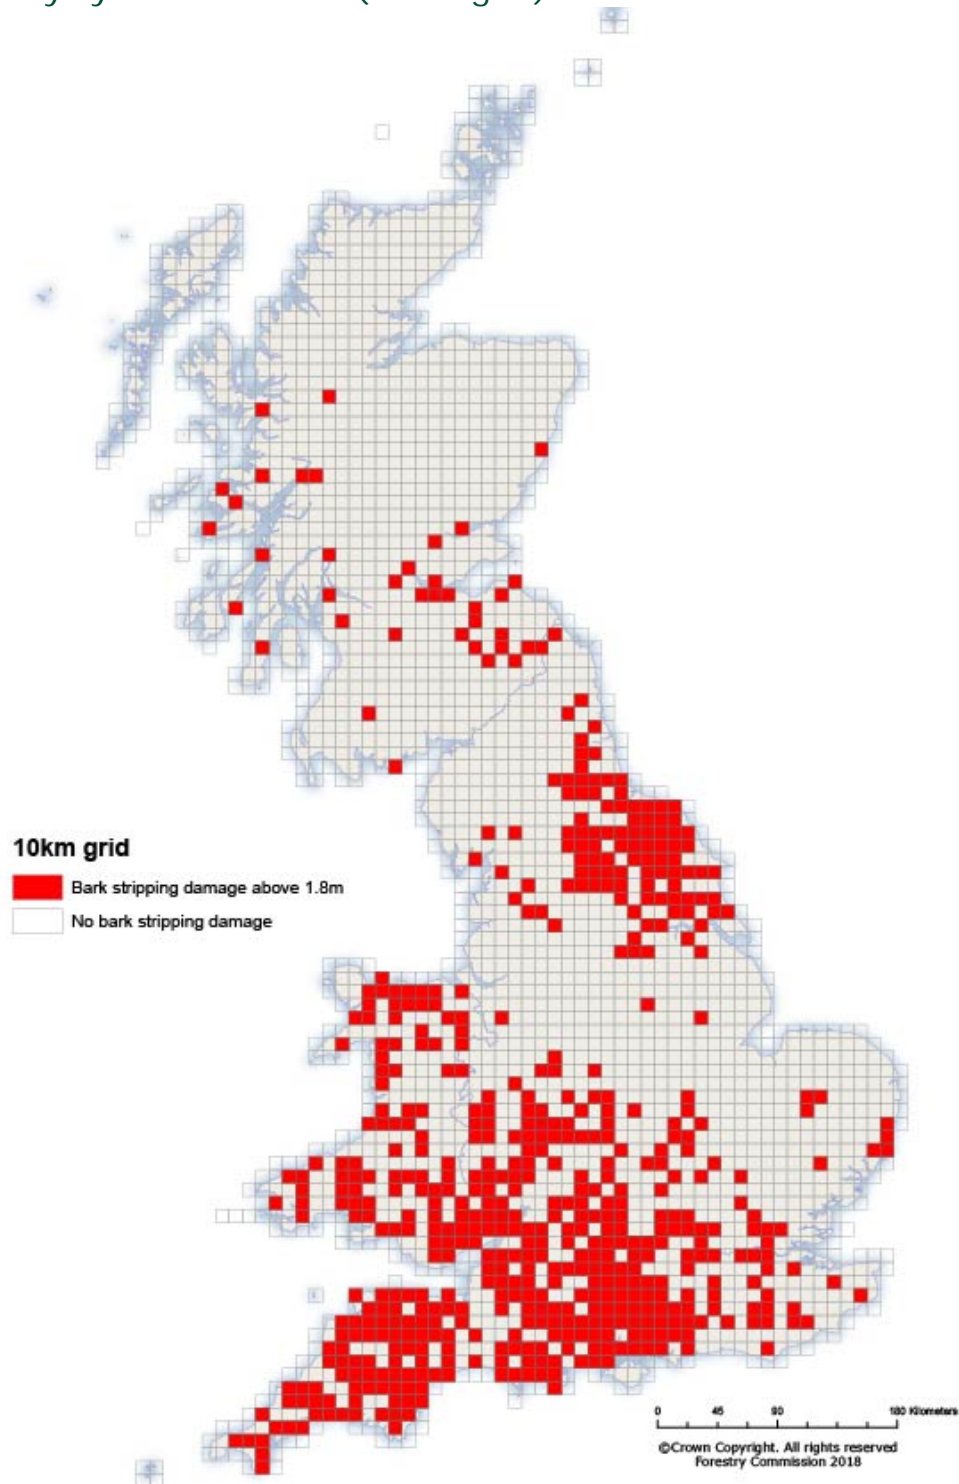 10km grid
Bark stripping damage above 1.8m
No bark stripping damage
0 45 90 180 Kilometers
©Crown Copyright. All rights reserved
Forestry Commission 2018